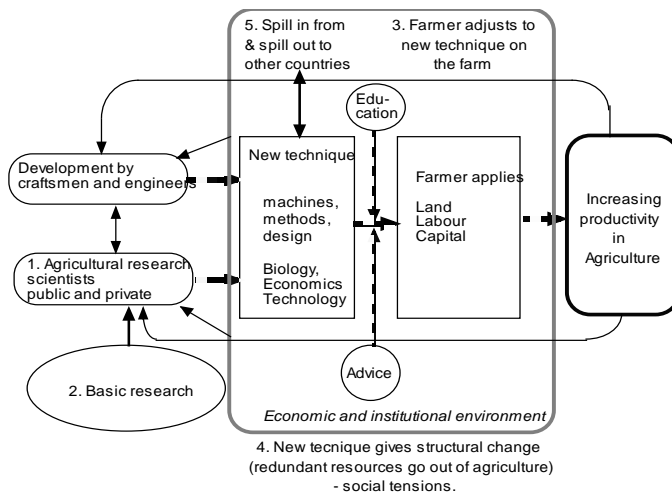 5. Spill in from
& spill out to
other countries
3. Farmer adjusts to
new technique on
the farm
Edu-
cation
Development by
craftsmen and engineers
New technique
machines,
methods,
design
Biology,
Economics
Technology
Farmer applies
Land
Labour
Capital
Increasing
productivity
in
Agriculture
1. Agricultural research
scientists
public and private
2. Basic research
Advice
Economic and institutional environment
4. New tecnique gives structural change
(redundant resources go out of agriculture)
- social tensions.